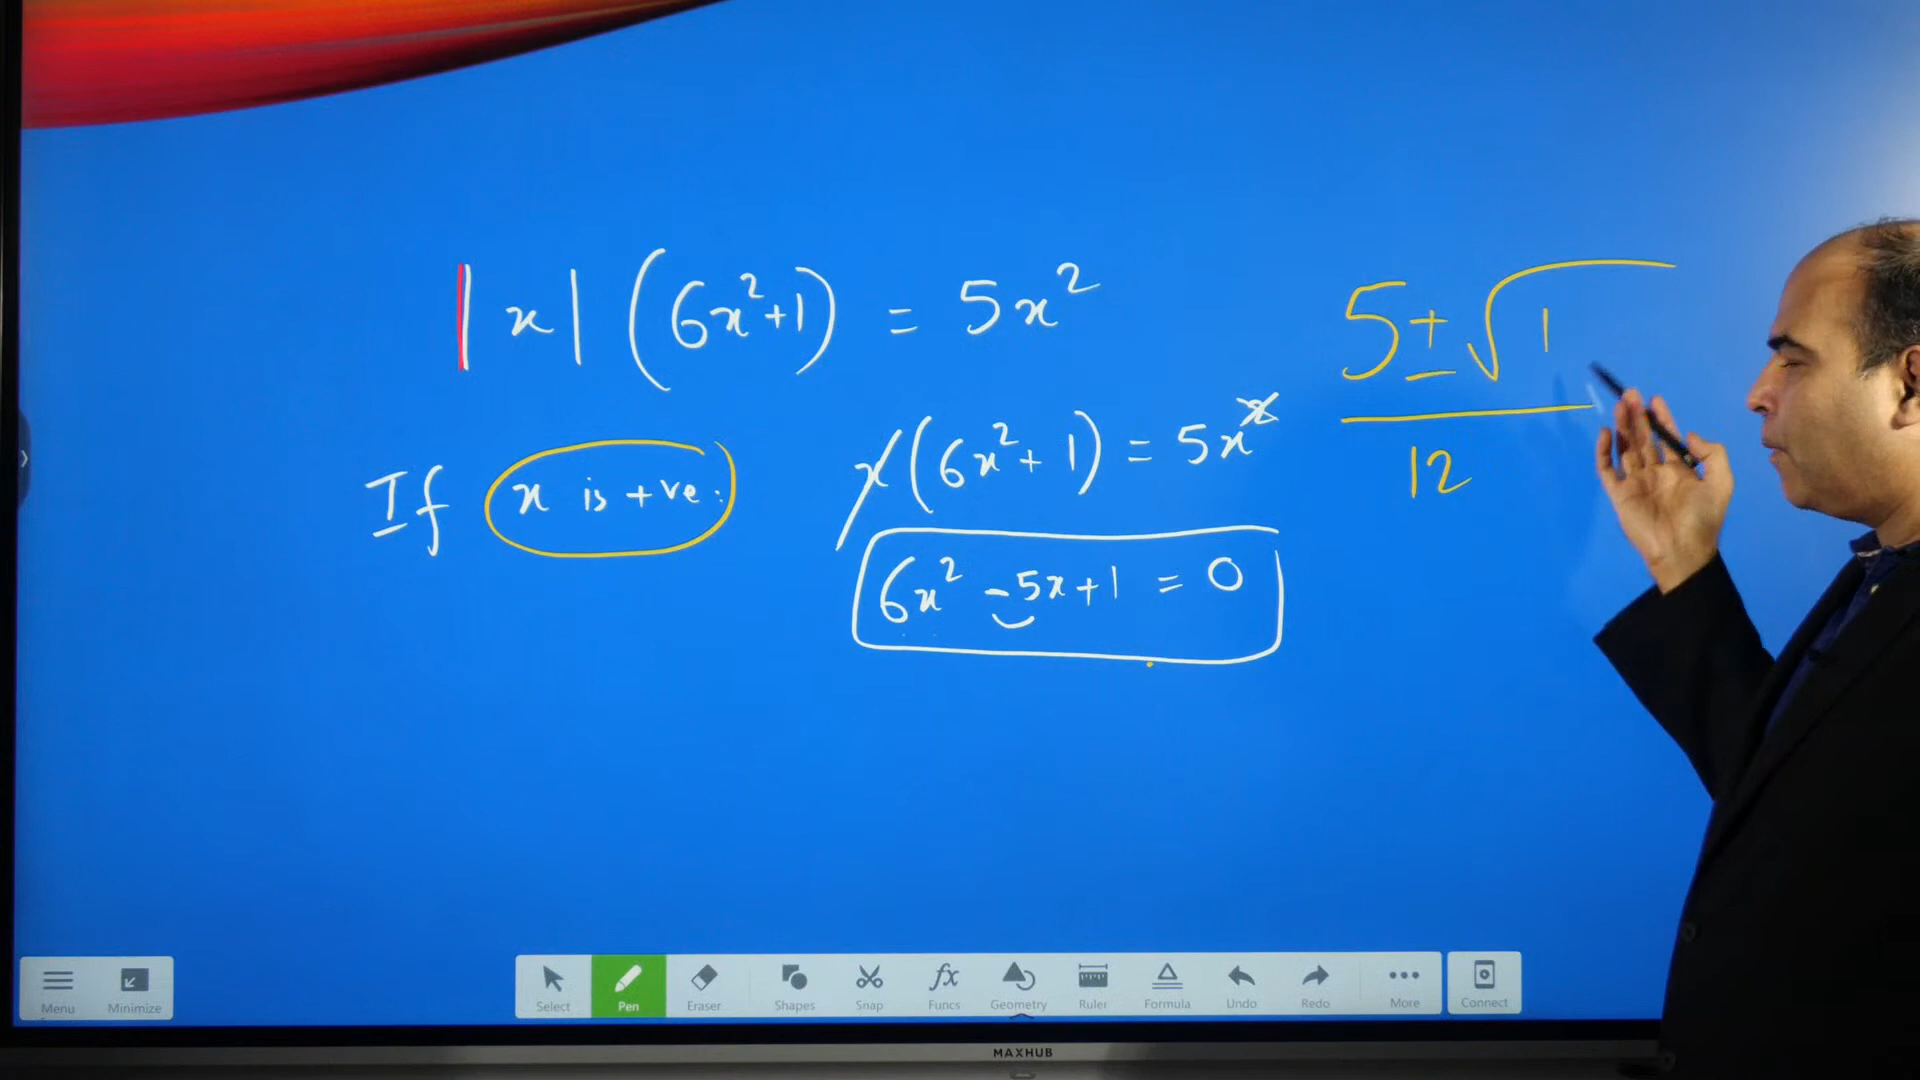 |x| (6x²+1) = 5x²
If x is +ve.
x(6x²+1) = 5x²
6x² -5x+1 = 0
5±√1
12
Menu Minimize Select Pen Eraser Shapes Snap fx Funcs Geometry Ruler Formula Undo Redo More Connect
MAXHUB